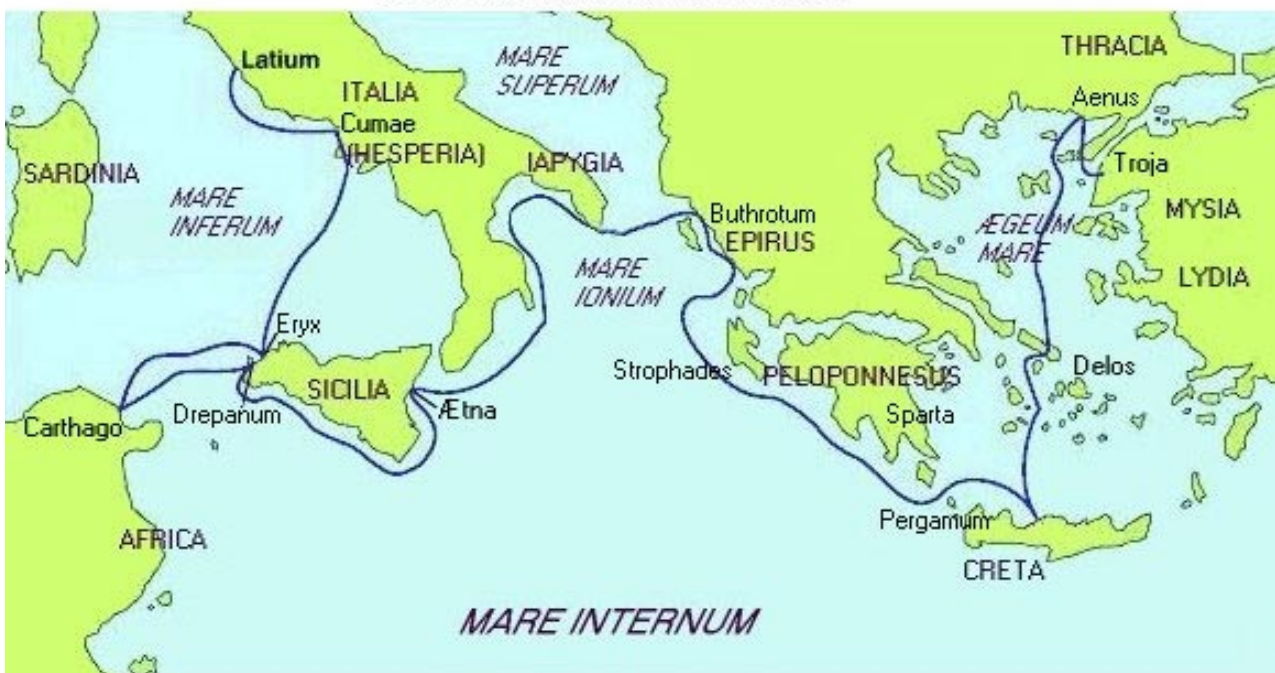 THRACIA
Latium
MARE
SUPERUM
ITALIA
Aenus
Cumae
(HESPERIA)
IAPYGIA
Troja
SARDINIA
MARE
INFERUM
MYSIA
Buthrotum
EPIRUS
ÆGEUM
MARE
MARE
IONIUM
LYDIA
Eryx
Strophades
PELOPONNESUS
Delos
SICILIA
Drepanum
Ætna
Sparta
Carthago
Pergamum
AFRICA
CRETA
MARE INTERNUM